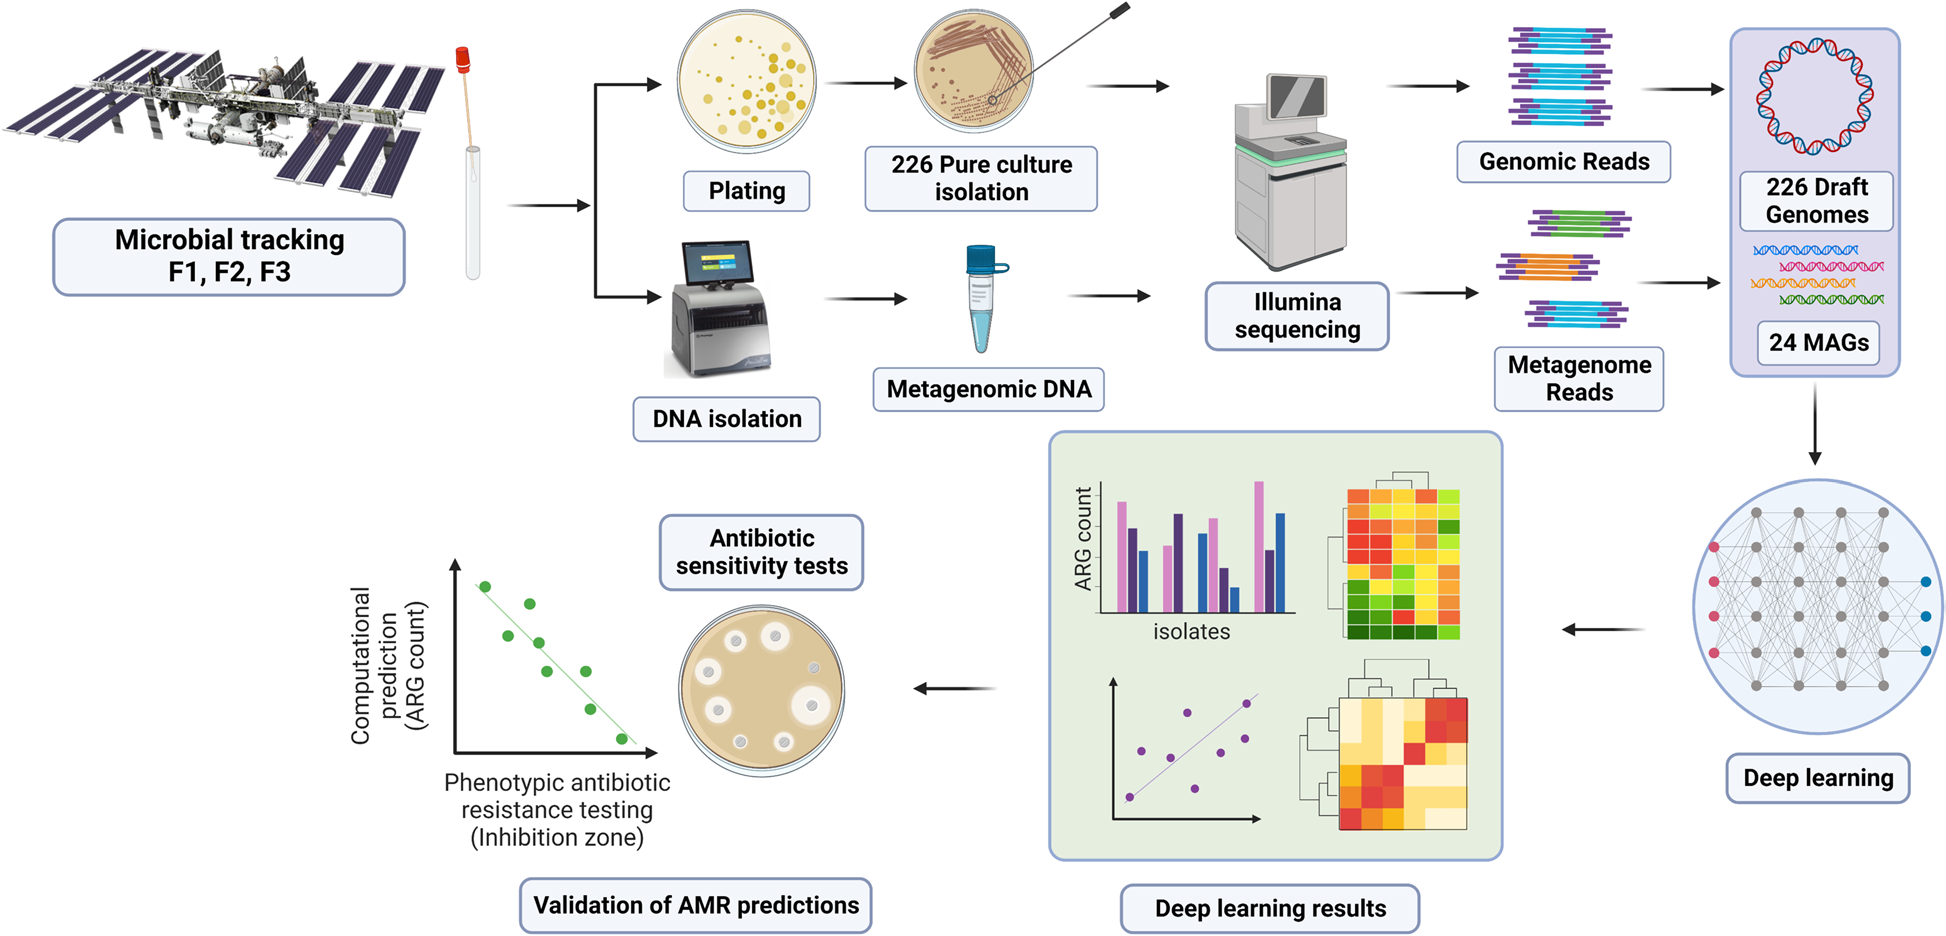 Microbial tracking
F1, F2, F3
Plating
226 Pure culture
isolation
DNA isolation
Metagenomic DNA
Illumina
sequencing
Genomic Reads
Metagenome
Reads
226 Draft
Genomes
24 MAGs
Deep learning
ARG count
isolates
Deep learning results
Antibiotic
sensitivity tests
Computational
prediction
(ARG count)
Phenotypic antibiotic
resistance testing
(Inhibition zone)
Validation of AMR predictions